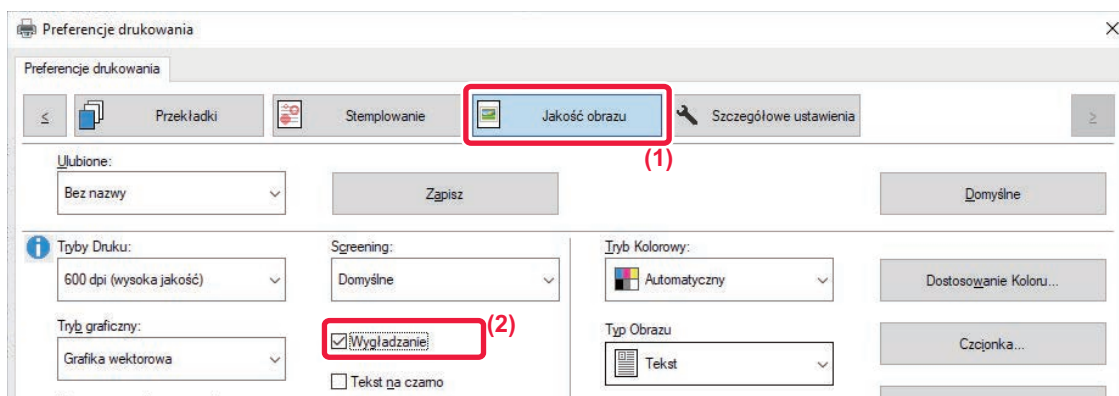 Preferencje drukowania
Preferencje drukowania
≤ Przekładki Stemplowanie Jakość obrazu Szczegółowe ustawienia ≥
(1)
Ulubione:
Bez nazwy Zapisz Domyślne
Tryby Druku: Screening: Tryb Kolorowy:
600 dpi (wysoka jakość) Domyślne Automatyczny Dostosowanie Koloru...
Tryb graficzny: (2) Typ Obrazu
Wygładzanie Czcionka...
Grafika wektorowa Tekst
Tekst na czarno